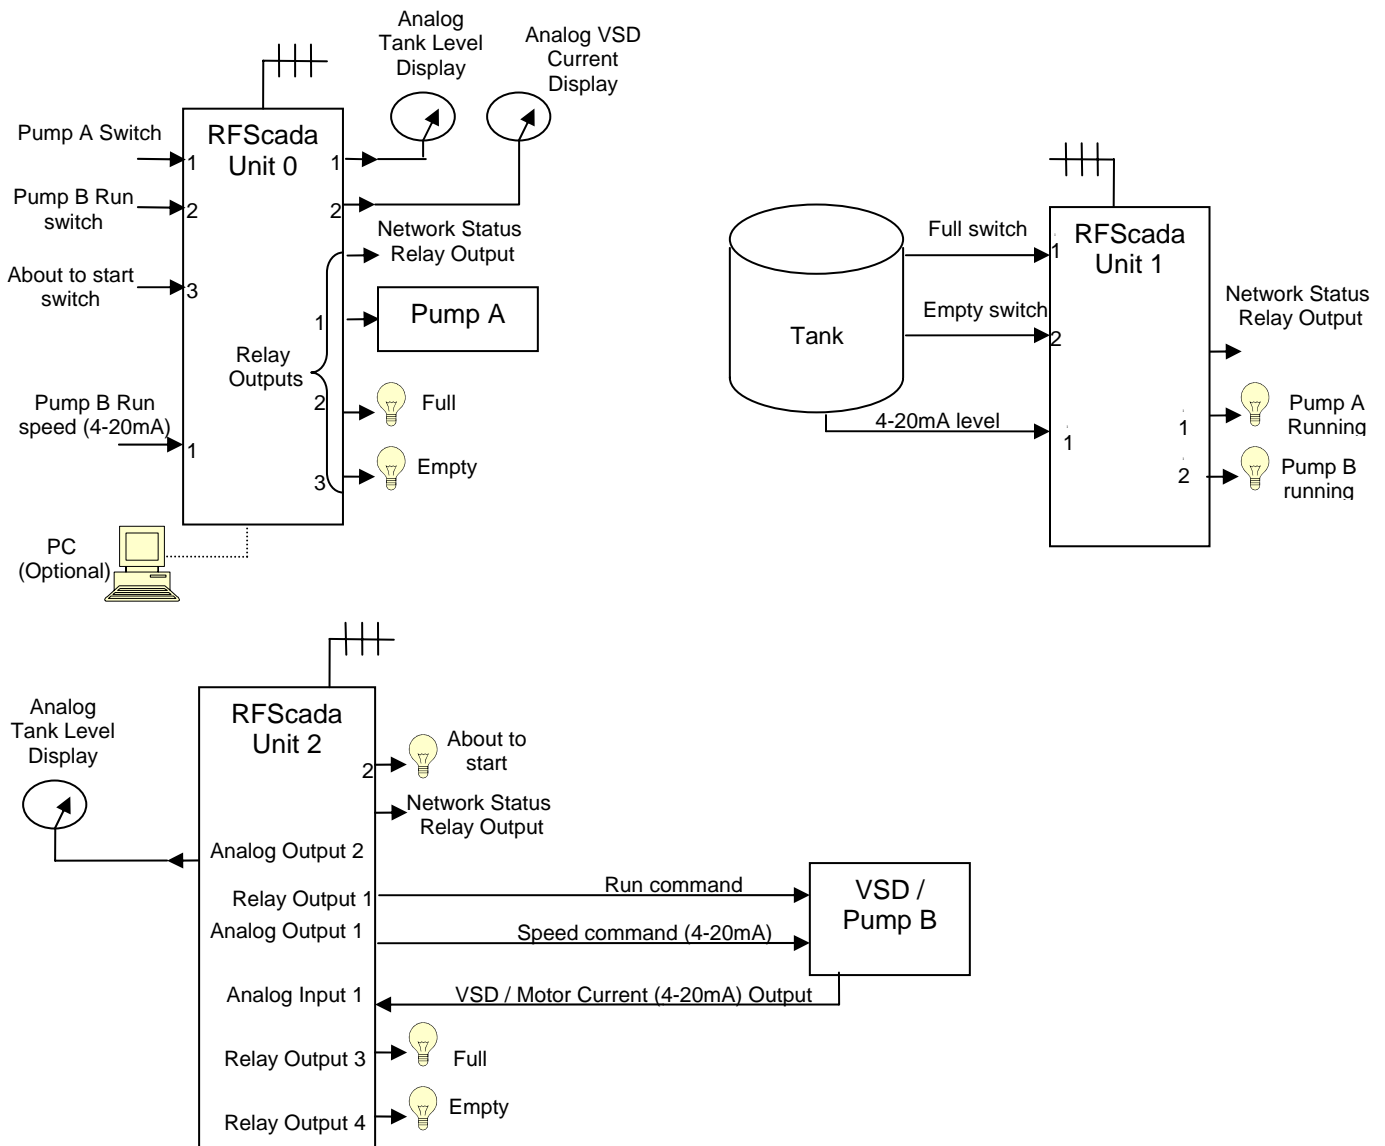 Analog
Tank Level
Display
Analog VSD
Current
Display
Pump A Switch
Pump B Run
switch
About to start
switch
Pump B Run
speed (4-20mA)
1
2
3
1
RFScada
Unit 0
1
2
Network Status
Relay Output
Relay
Outputs
1
Pump A
2
Full
3
Empty
PC
(Optional)
Tank
Full switch
Empty switch
4-20mA level
1
2
1
RFScada
Unit 1
Network Status
Relay Output
1
Pump A
Running
2
Pump B
running
Analog
Tank Level
Display
RFScada
Unit 2
2
About to
start
Network Status
Relay Output
Analog Output 2
Relay Output 1
Run command
Analog Output 1
Speed command (4-20mA)
VSD /
Pump B
Analog Input 1
VSD / Motor Current (4-20mA) Output
Relay Output 3
Full
Relay Output 4
Empty